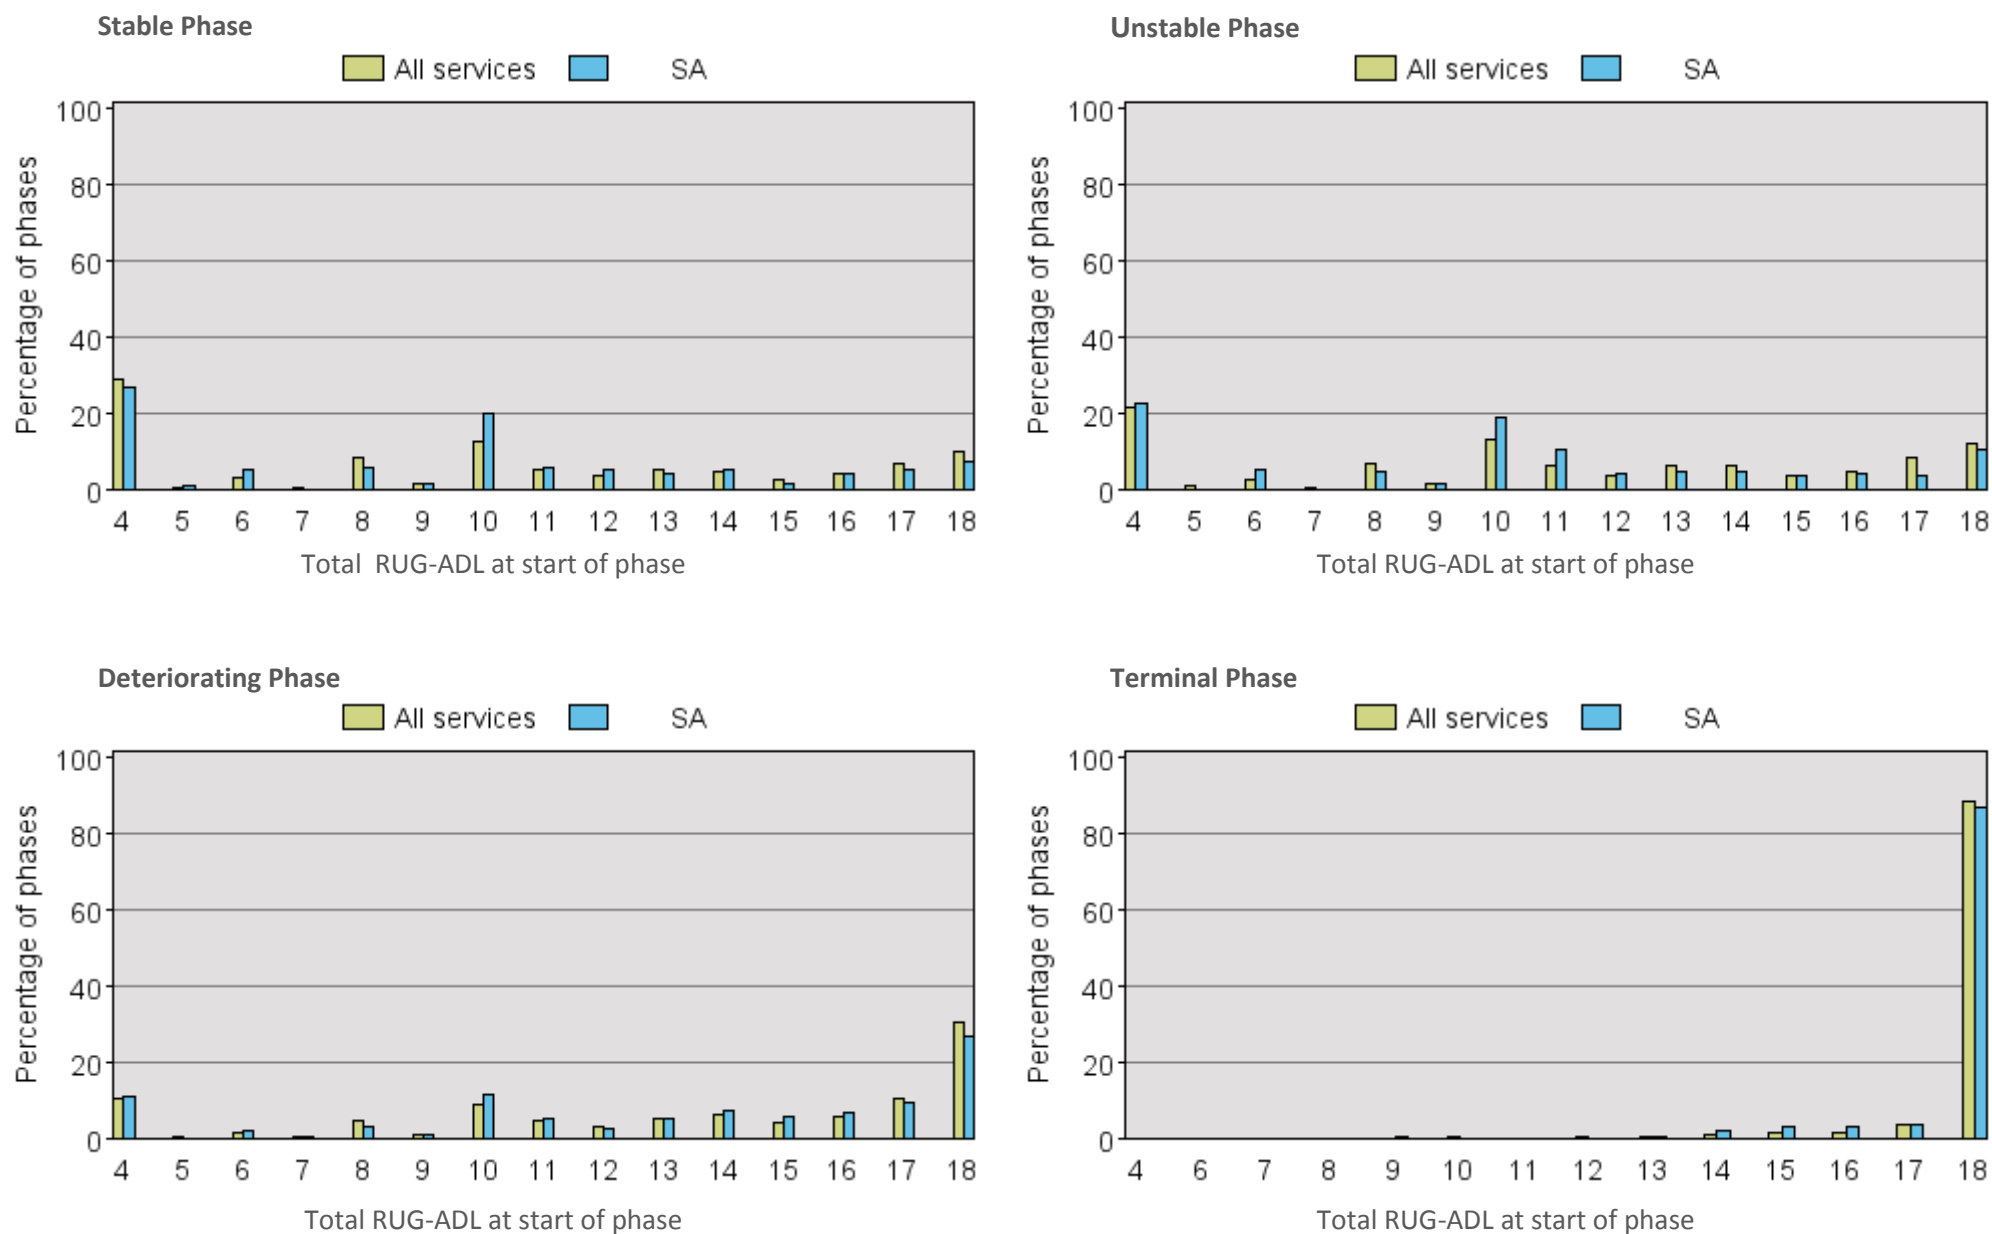 Stable Phase
All services SA
100
80
60
40
20
0
Percentage of phases
4 5 6 7 8 9 10 11 12 13 14 15 16 17 18
Total RUG-ADL at start of phase
Unstable Phase
All services SA
100
80
60
40
20
0
Percentage of phases
4 5 6 7 8 9 10 11 12 13 14 15 16 17 18
Total RUG-ADL at start of phase
Deteriorating Phase
All services SA
100
80
60
40
20
0
Percentage of phases
4 5 6 7 8 9 10 11 12 13 14 15 16 17 18
Total RUG-ADL at start of phase
Terminal Phase
All services SA
100
80
60
40
20
0
Percentage of phases
4 6 7 8 9 10 11 12 13 14 15 16 17 18
Total RUG-ADL at start of phase